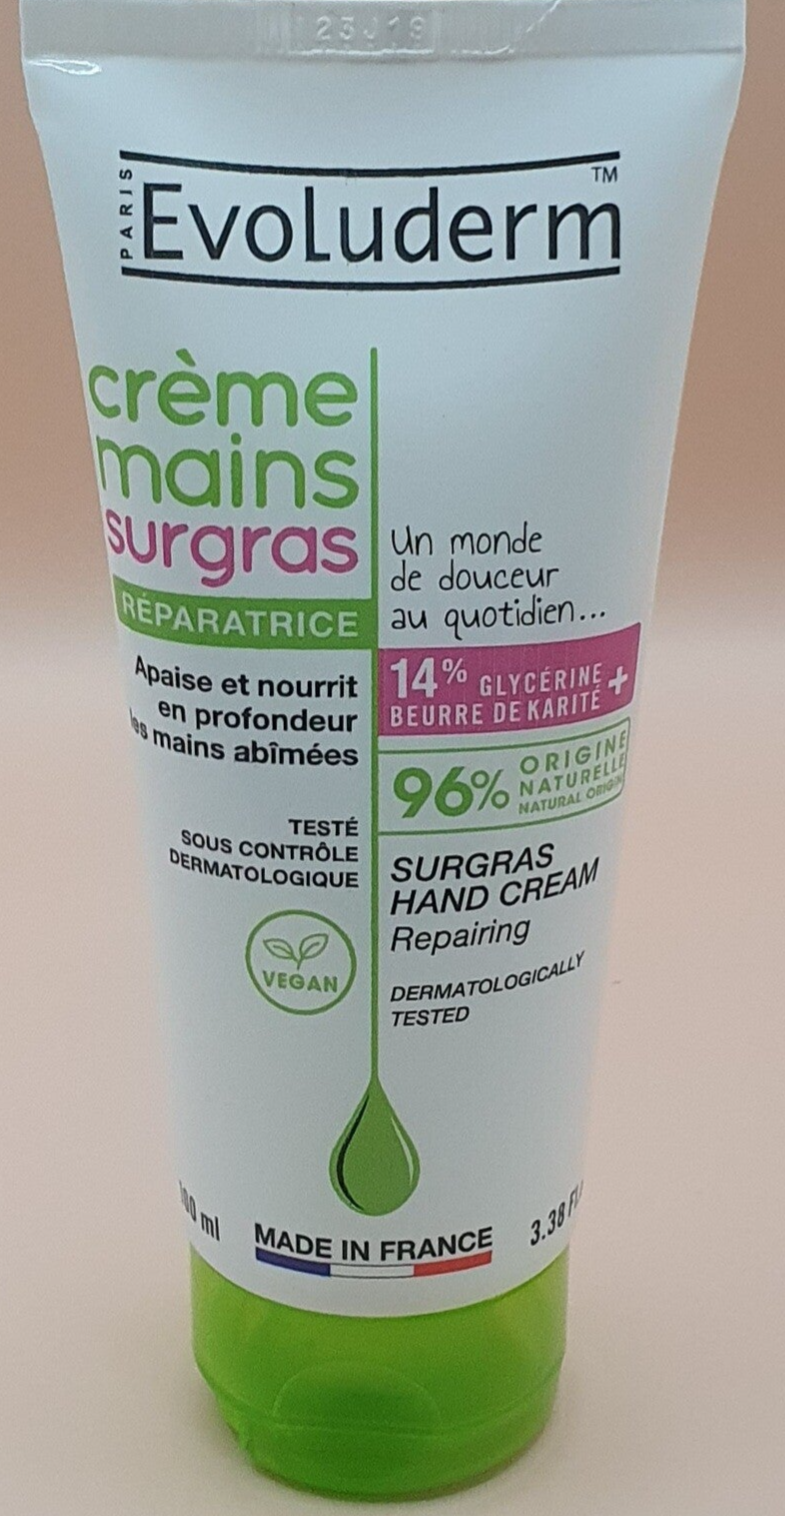 23J19
PARIS
Evoluderm™
crème
mains
surgras
RÉPARATRICE
Apaise et nourrit
en profondeur
les mains abîmées
TESTÉ
SOUS CONTRÔLE
DERMATOLOGIQUE
VEGAN
Un monde
de douceur
au quotidien...
14% GLYCÉRINE +
BEURRE DE KARITÉ
96% ORIGINE
NATURELLE
NATURAL ORIGIN
SURGRAS
HAND CREAM
Repairing
DERMATOLOGICALLY
TESTED
ml
MADE IN FRANCE
3.38